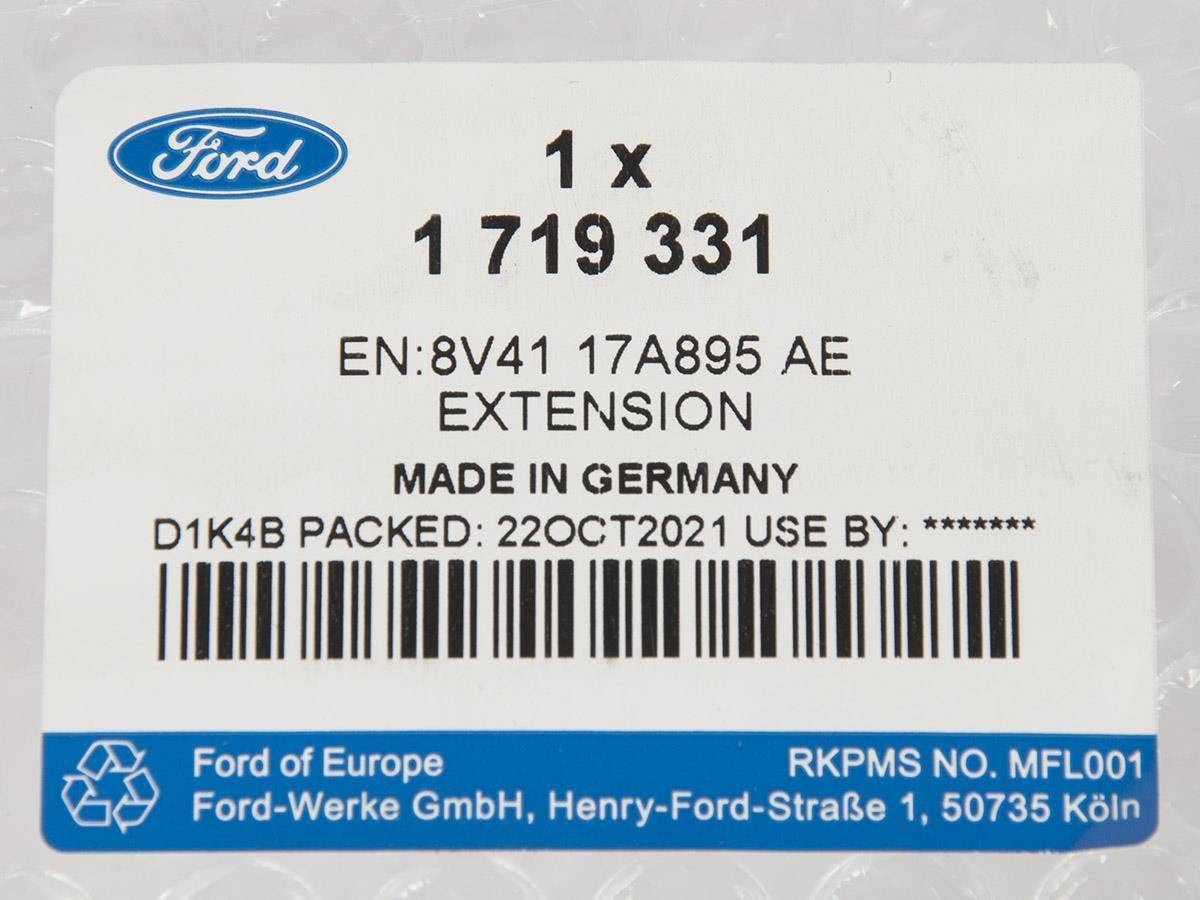 Ford
1 x
1 719 331
EN:8V41 17A895 AE
EXTENSION
MADE IN GERMANY
D1K4B PACKED: 22OCT2021 USE BY: *******
Ford of Europe
RKPMS NO. MFL001
Ford-Werke GmbH, Henry-Ford-Straße 1, 50735 Köln